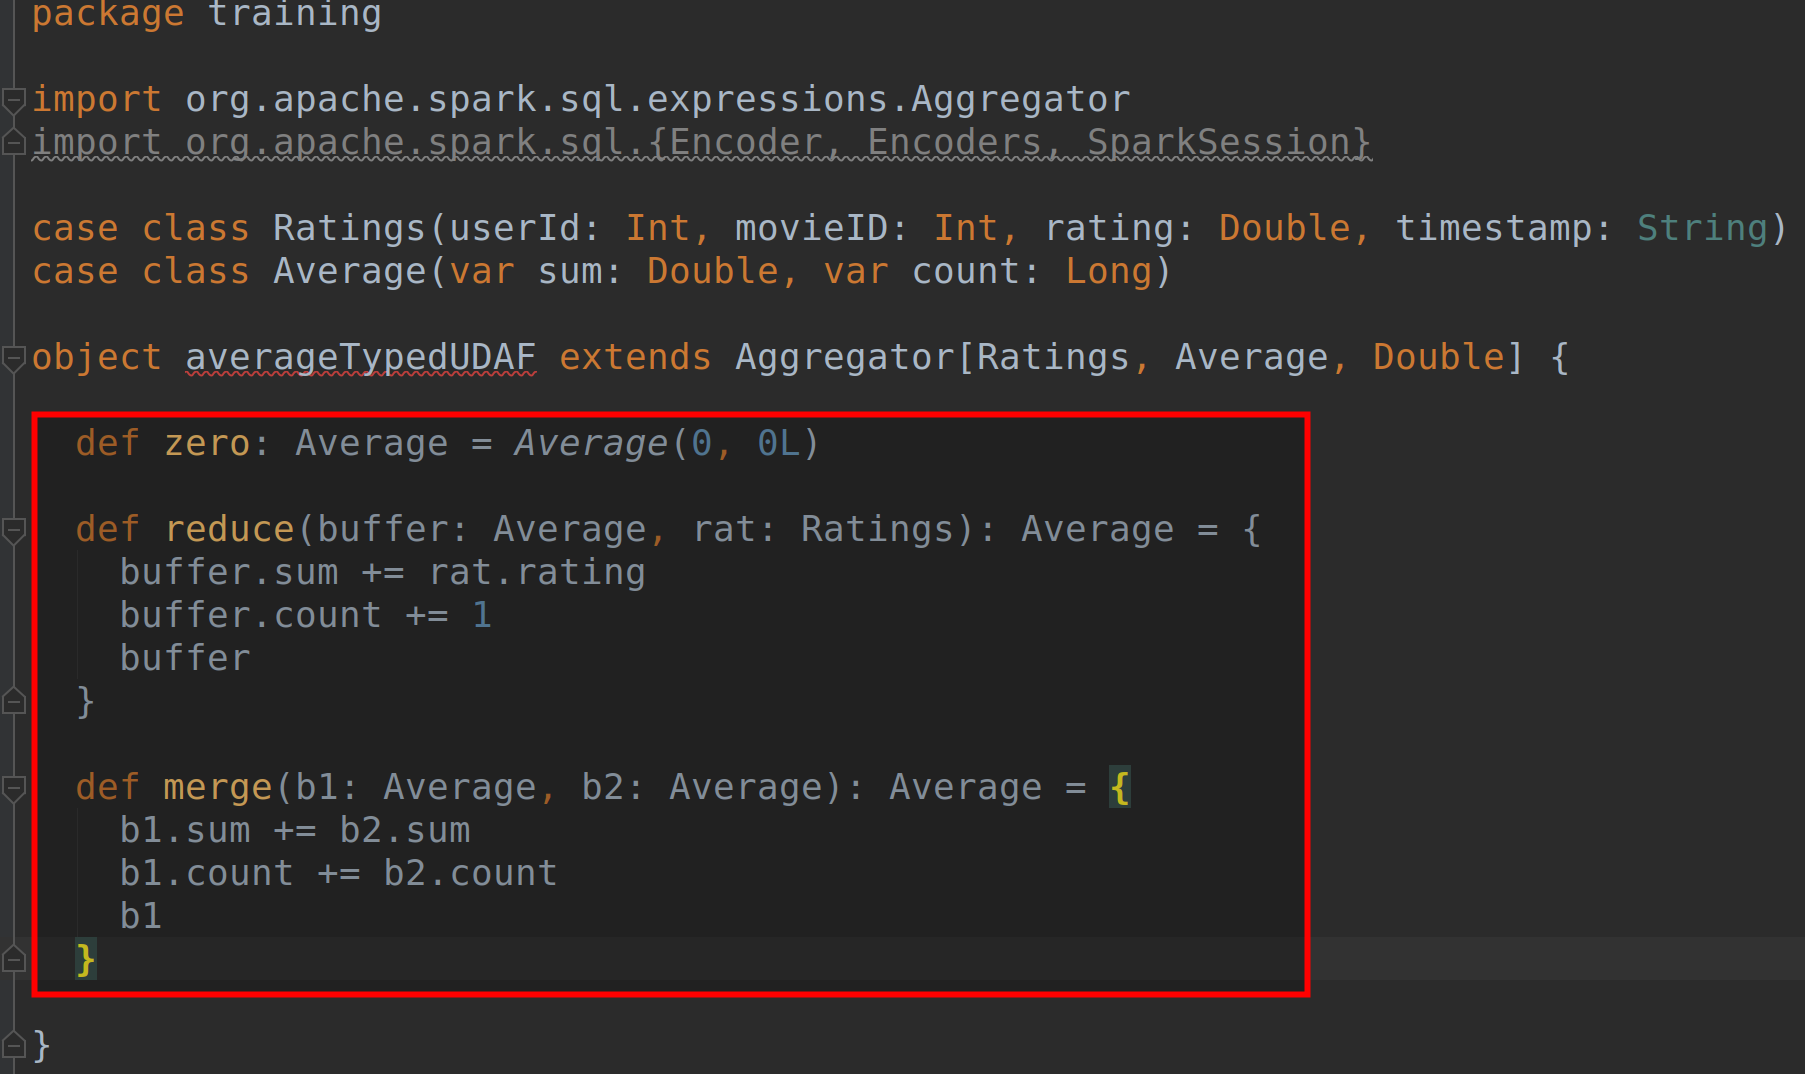 package training
import org.apache.spark.sql.expressions.Aggregator
import org.apache.spark.sql.{Encoder, Encoders, SparkSession}
case class Ratings(userId: Int, movieID: Int, rating: Double, timestamp: String)
case class Average(var sum: Double, var count: Long)
object averageTypedUDAF extends Aggregator[Ratings, Average, Double] {
def zero: Average = Average(0, 0L)
def reduce(buffer: Average, rat: Ratings): Average = {
buffer.sum += rat.rating
buffer.count += 1
buffer
}
def merge(b1: Average, b2: Average): Average = {
b1.sum += b2.sum
b1.count += b2.count
b1
}
}